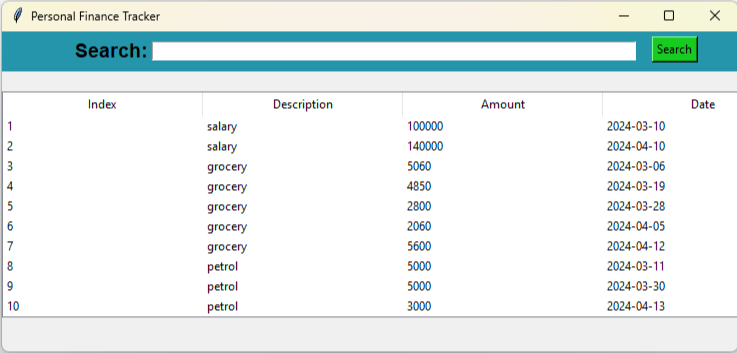 Personal Finance Tracker
Search: Search
Index Description Amount Date
1 salary 100000 2024-03-10
2 salary 140000 2024-04-10
3 grocery 5060 2024-03-06
4 grocery 4850 2024-03-19
5 grocery 2800 2024-03-28
6 grocery 2060 2024-04-05
7 grocery 5600 2024-04-12
8 petrol 5000 2024-03-11
9 petrol 5000 2024-03-30
10 petrol 3000 2024-04-13